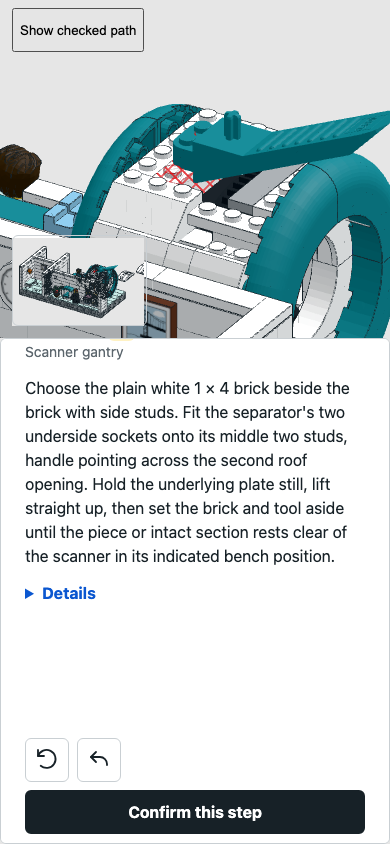 Show checked path
Scanner gantry
Choose the plain white 1 × 4 brick beside the
brick with side studs. Fit the separator's two
underside sockets onto its middle two studs,
handle pointing across the second roof
opening. Hold the underlying plate still, lift
straight up, then set the brick and tool aside
until the piece or intact section rests clear of
the scanner in its indicated bench position.
Details
Confirm this step